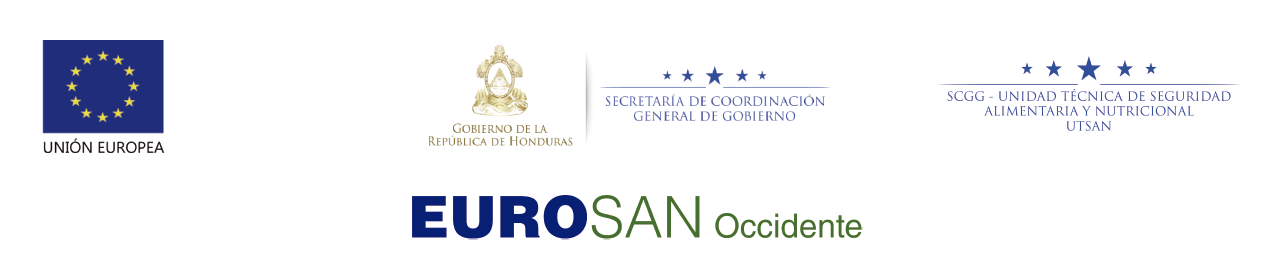 UNIÓN EUROPEA
GOBIERNO DE LA
REPÚBLICA DE HONDURAS
SECRETARÍA DE COORDINACIÓN
GENERAL DE GOBIERNO
SCGG - UNIDAD TÉCNICA DE SEGURIDAD
ALIMENTARIA Y NUTRICIONAL
UTSAN
EUROSAN Occidente